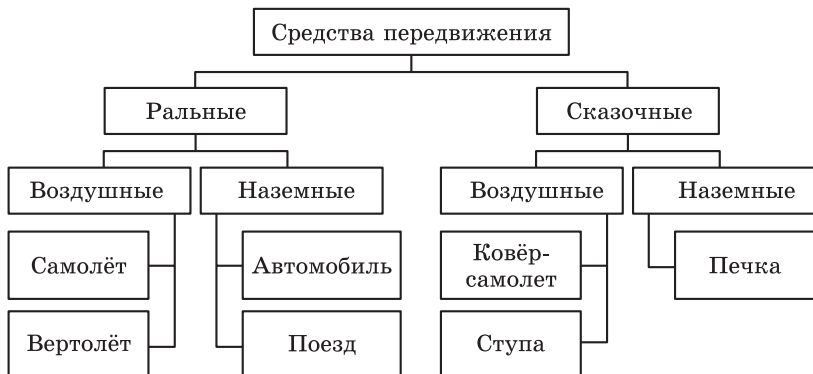 Средства передвижения
Ральные
Сказочные
Воздушные
Наземные
Воздушные
Наземные
Самолёт
Автомобиль
Ковёр-
самолет
Печка
Вертолёт
Поезд
Ступа